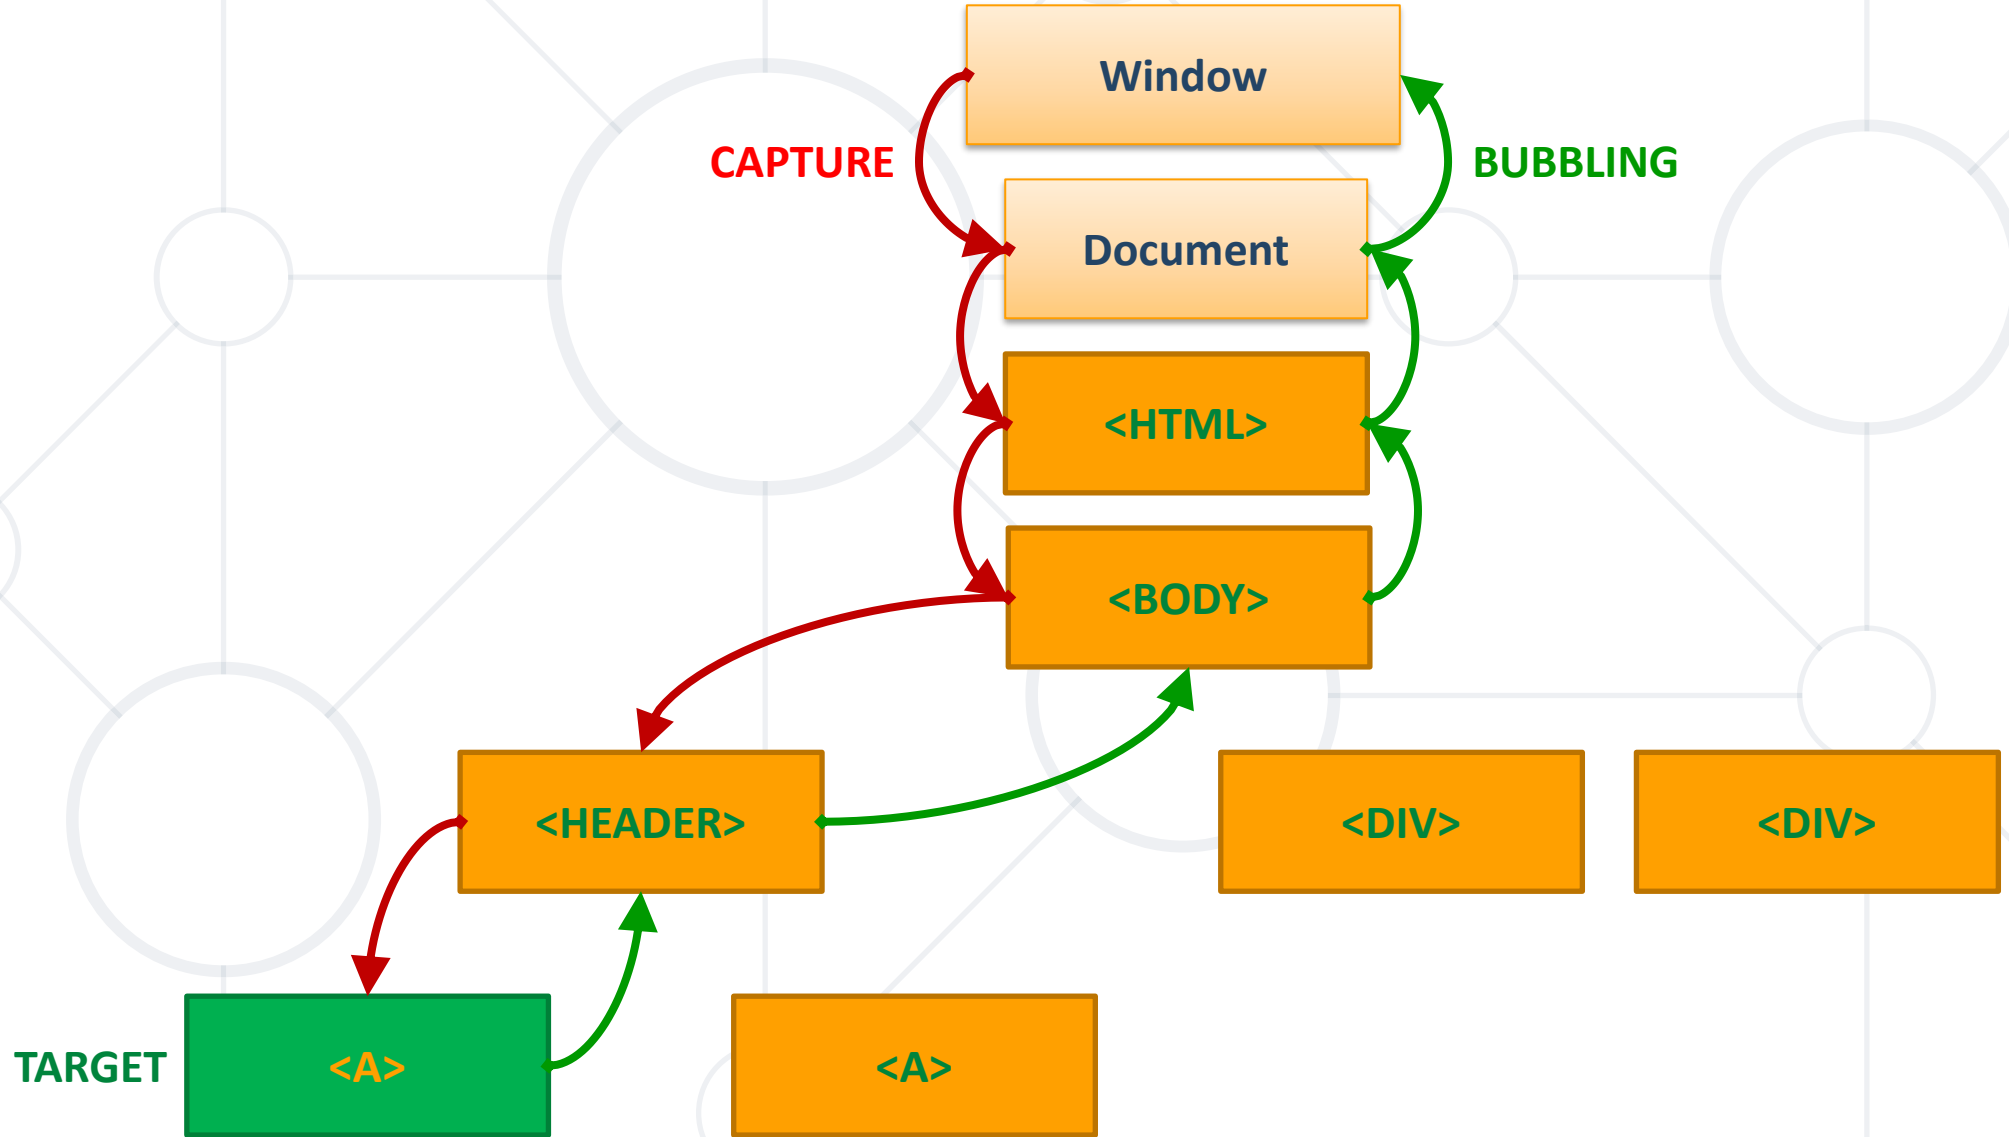 Window
CAPTURE
BUBBLING
Document
<HTML>
<BODY>
<HEADER>
<DIV>
<DIV>
TARGET
<A>
<A>